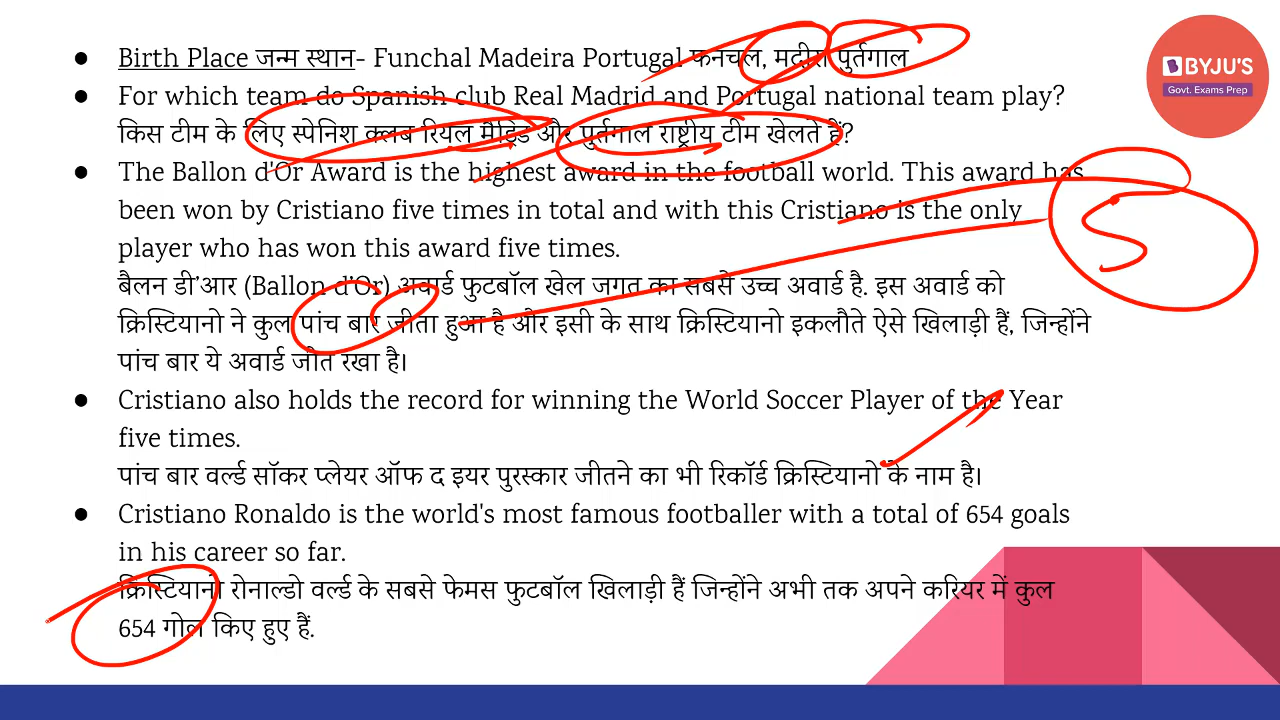 Birth Place जन्म स्थान- Funchal Madeira Portugal फनचल, मदीरा पुर्तगाल
For which team do Spanish club Real Madrid and Portugal national team play?
किस टीम के लिए स्पेनिश क्लब रियल मैड्रिड और पुर्तगाल राष्ट्रीय टीम खेलते हैं?
The Ballon d'Or Award is the highest award in the football world. This award has
been won by Cristiano five times in total and with this Cristiano is the only
player who has won this award five times.
बैलन डी’आर (Ballon d’Or) अवार्ड फुटबॉल खेल जगत का सबसे उच्च अवार्ड है. इस अवार्ड को
क्रिस्टियानो ने कुल पांच बार जीता हुआ है और इसी के साथ क्रिस्टियानो इकलौते ऐसे खिलाड़ी हैं, जिन्होंने
पांच बार ये अवार्ड जीत रखा है।
Cristiano also holds the record for winning the World Soccer Player of the Year
five times.
पांच बार वर्ल्ड सॉकर प्लेयर ऑफ द इयर पुरस्कार जीतने का भी रिकॉर्ड क्रिस्टियानो के नाम है।
Cristiano Ronaldo is the world's most famous footballer with a total of 654 goals
in his career so far.
क्रिस्टियानो रोनाल्डो वर्ल्ड के सबसे फेमस फुटबॉल खिलाड़ी हैं जिन्होंने अभी तक अपने करियर में कुल
654 गोल किए हुए हैं.
5
BYJU'S
Govt. Exams Prep